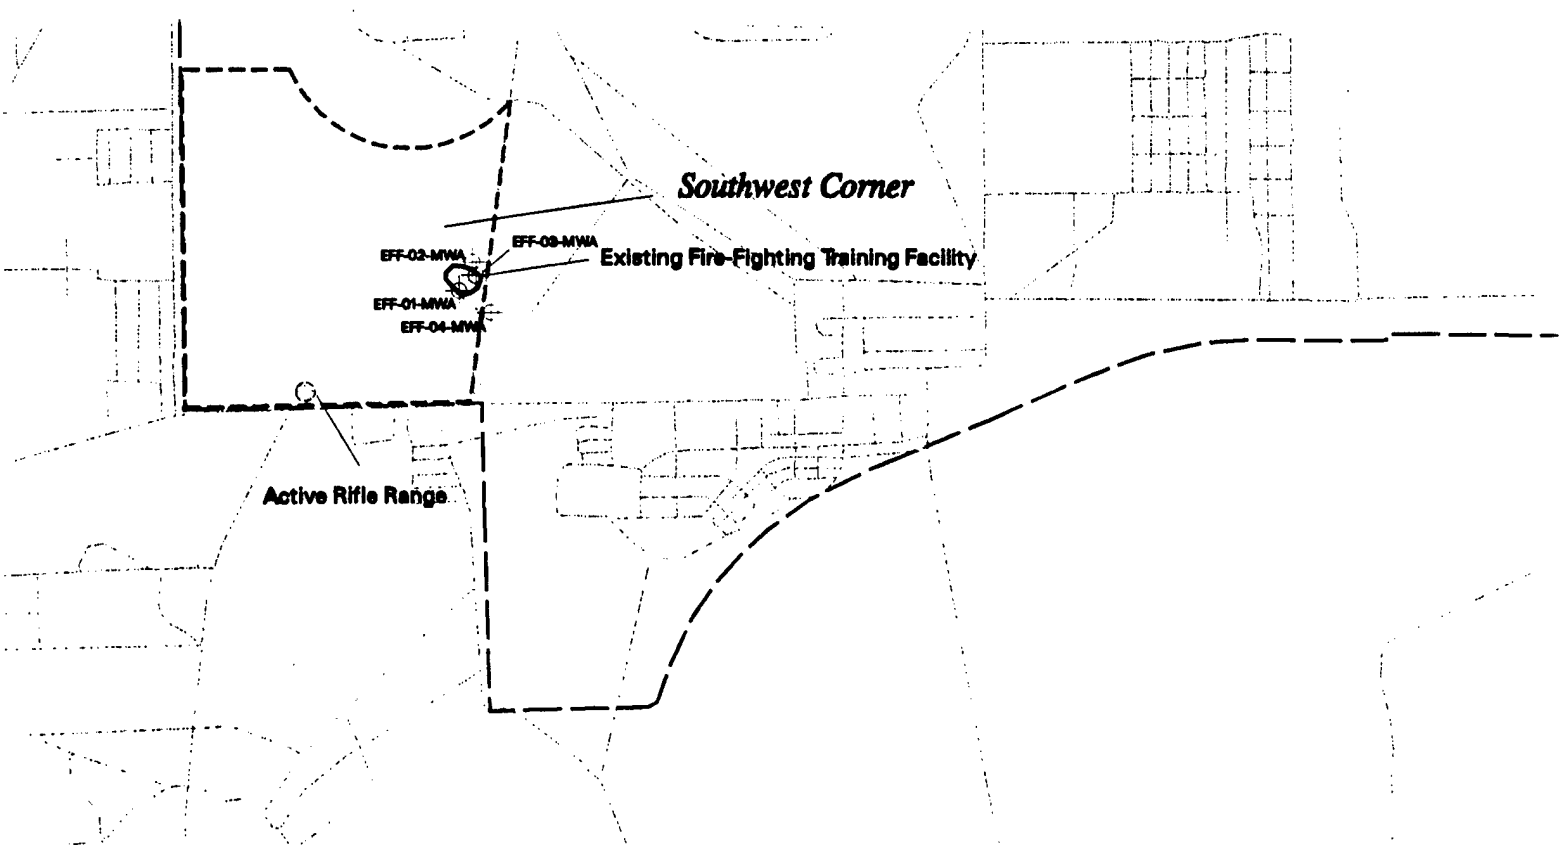 Southwest Corner
EFF-03-MWA
EFF-02-MWA
Existing Fire-Fighting Training Facility
EFF-01-MWA
EFF-04-MWA
Active Rifle Range